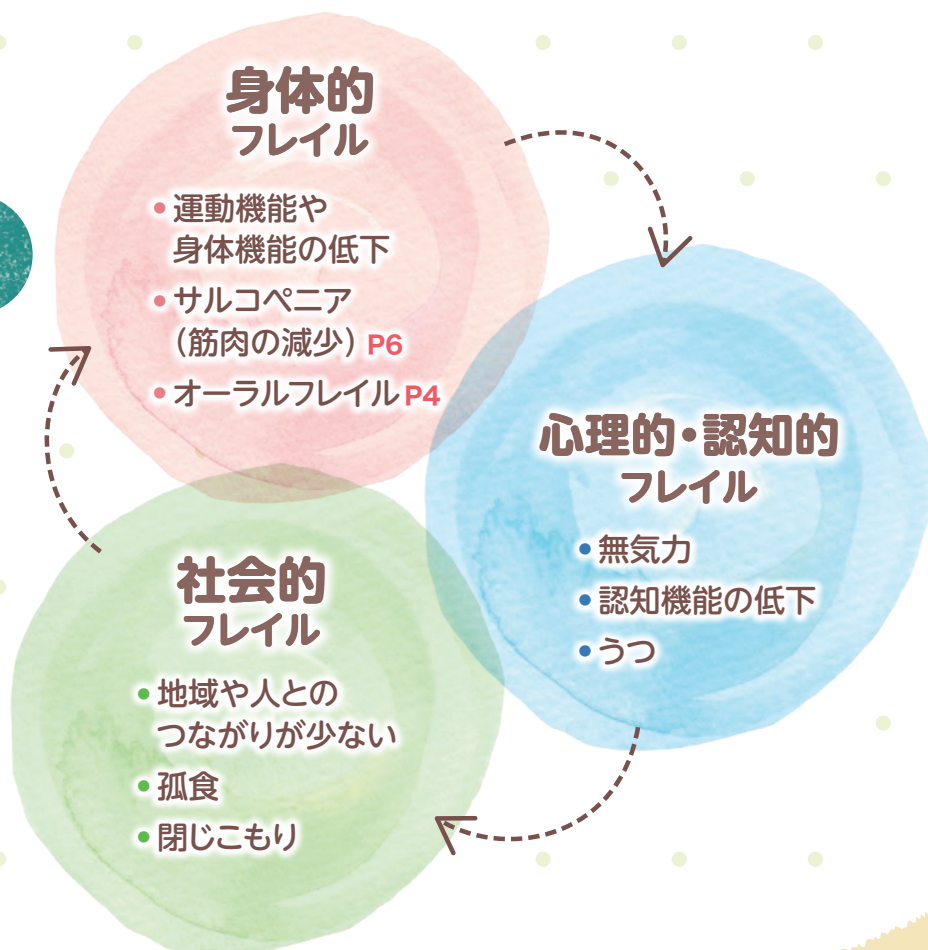 身体的
フレイル
•運動機能や
身体機能の低下
•サルコペニア
（筋肉の減少）P6
•オーラルフレイルP4
心理的・認知的
フレイル
•無気力
•認知機能の低下
•うつ
社会的
フレイル
•地域や人との
つながりが少ない
•孤食
•閉じこもり